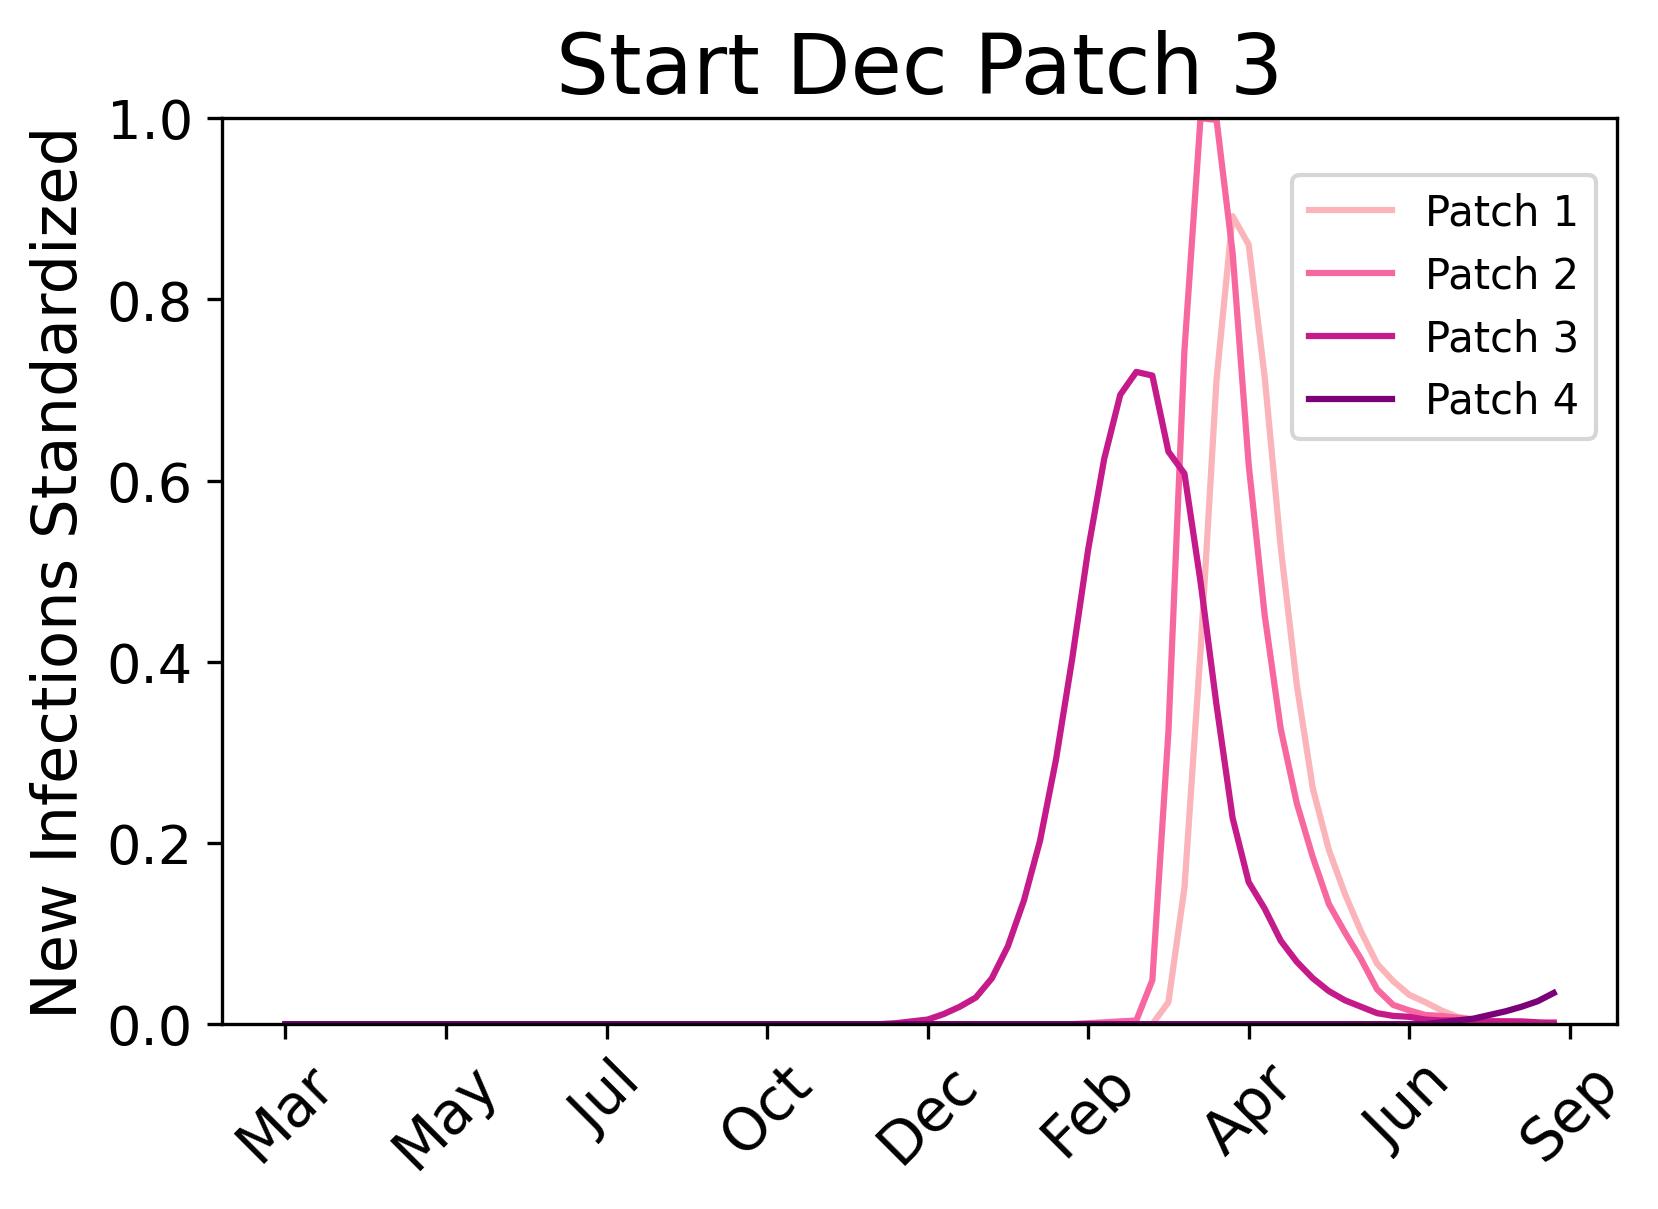 Start Dec Patch 3
New Infections Standardized
1.0
0.8
0.6
0.4
0.2
0.0
Patch 1
Patch 2
Patch 3
Patch 4
Mar May Jul Oct Dec Feb Apr Jun Sep